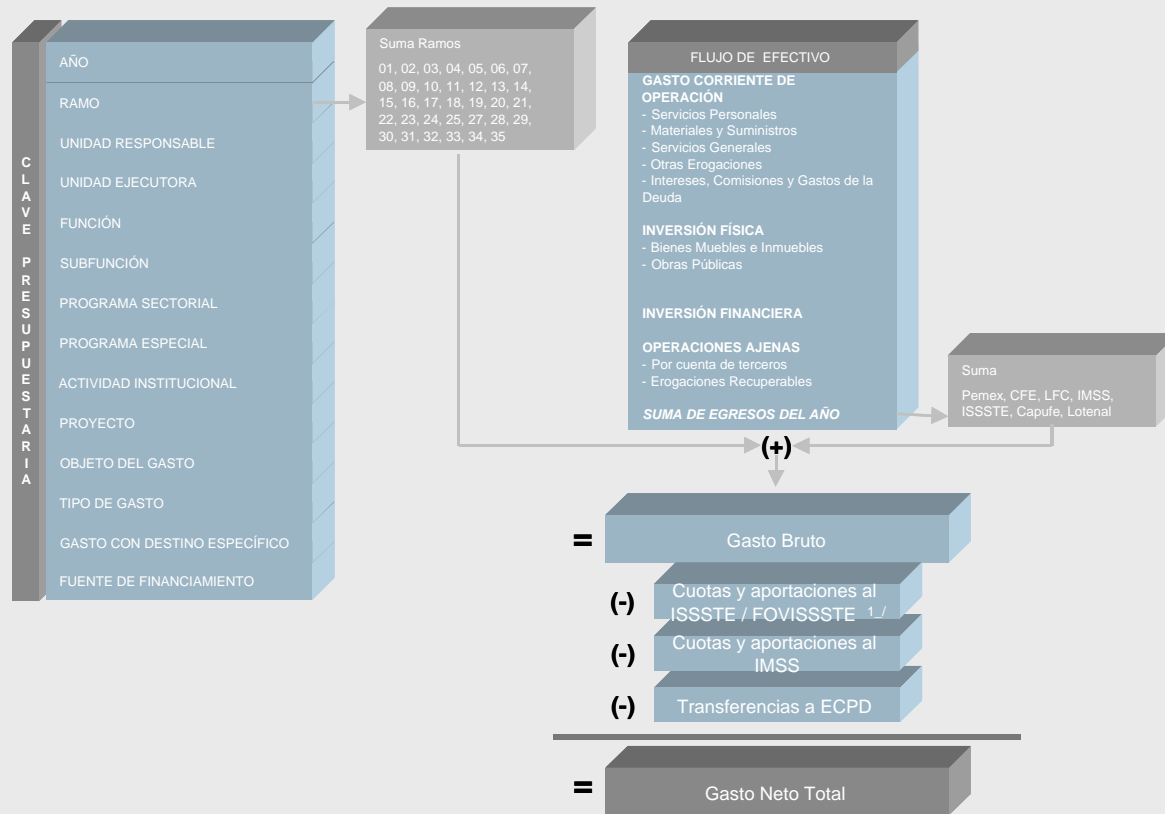 CLAVE PRESUPUESTARIA
AÑO
RAMO
UNIDAD RESPONSABLE
UNIDAD EJECUTORA
FUNCIÓN
SUBFUNCIÓN
PROGRAMA SECTORIAL
PROGRAMA ESPECIAL
ACTIVIDAD INSTITUCIONAL
PROYECTO
OBJETO DEL GASTO
TIPO DE GASTO
GASTO CON DESTINO ESPECÍFICO
FUENTE DE FINANCIAMIENTO
Suma Ramos
01, 02, 03, 04, 05, 06, 07,
08, 09, 10, 11, 12, 13, 14,
15, 16, 17, 18, 19, 20, 21,
22, 23, 24, 25, 27, 28, 29,
30, 31, 32, 33, 34, 35
FLUJO DE EFECTIVO
GASTO CORRIENTE DE
OPERACIÓN
- Servicios Personales
- Materiales y Suministros
- Servicios Generales
- Otras Erogaciones
- Intereses, Comisiones y Gastos de la
Deuda
INVERSIÓN FÍSICA
- Bienes Muebles e Inmuebles
- Obras Públicas
INVERSIÓN FINANCIERA
OPERACIONES AJENAS
- Por cuenta de terceros
- Erogaciones Recuperables
SUMA DE EGRESOS DEL AÑO
Suma
Pemex, CFE, LFC, IMSS,
ISSSTE, Capufe, Lotenal
(+)
= Gasto Bruto
(-) Cuotas y aportaciones al
ISSSTE / FOVISSSTE 1_/
(-) Cuotas y aportaciones al
IMSS
(-) Transferencias a ECPD
= Gasto Neto Total